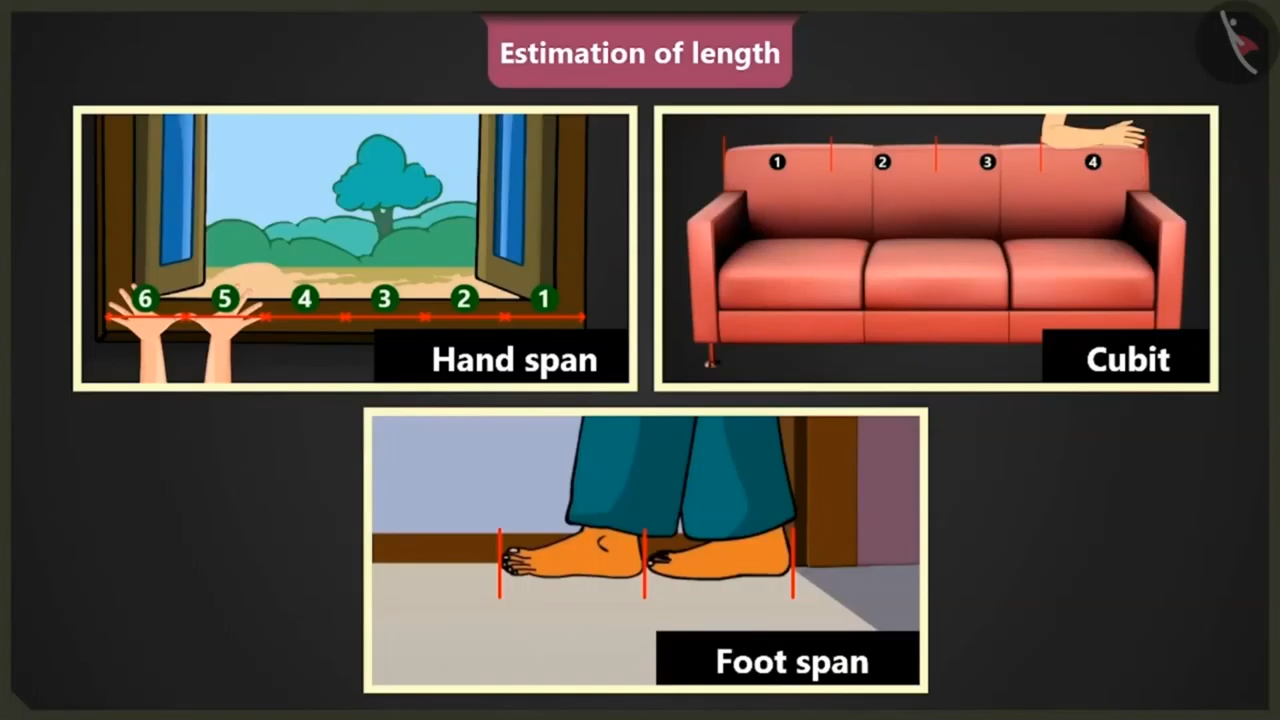 Estimation of length
6 5 4 3 2 1
Hand span
1 2 3 4
Cubit
Foot span